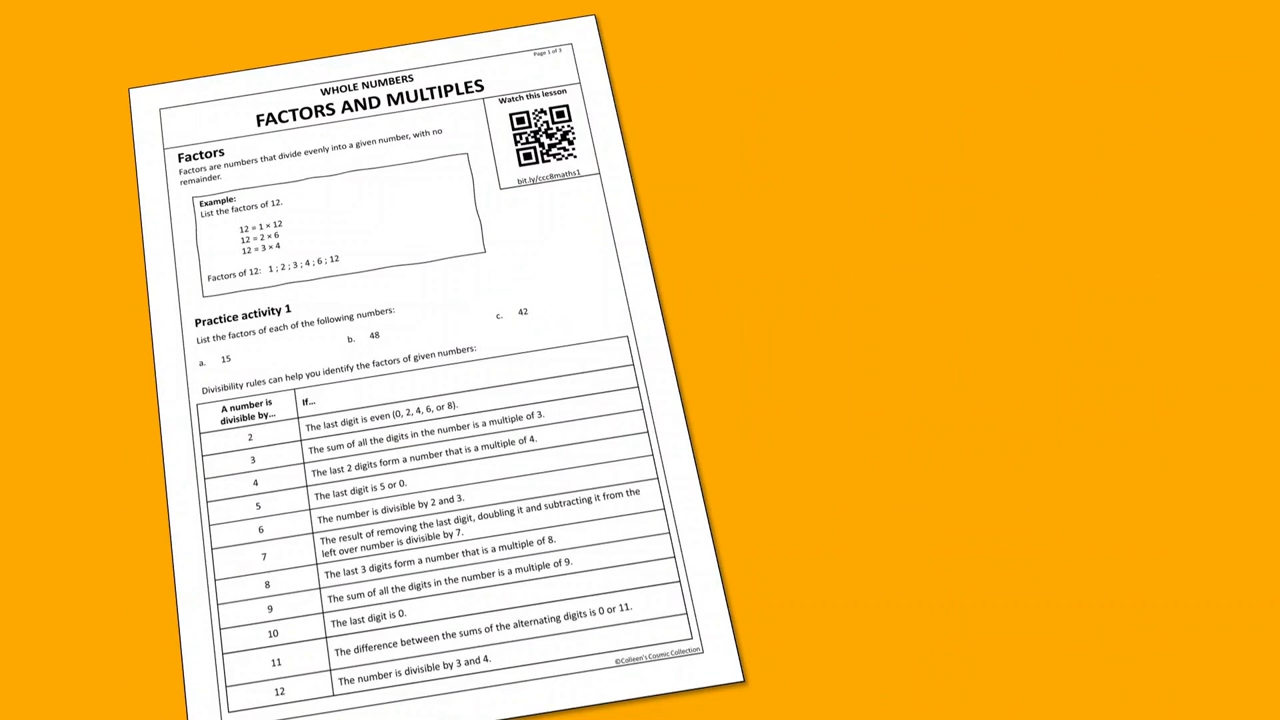 Page 1 of 3
WHOLE NUMBERS
FACTORS AND MULTIPLES
Watch this lesson
bit.ly/ccc8maths1
Factors
Factors are numbers that divide evenly into a given number, with no
remainder.
Example:
List the factors of 12.
12 = 1 × 12
12 = 2 × 6
12 = 3 × 4
Factors of 12: 1 ; 2 ; 3 ; 4 ; 6 ; 12
Practice activity 1
List the factors of each of the following numbers:
a. 15 b. 48 c. 42
Divisibility rules can help you identify the factors of given numbers:
A number is
divisible by... If...
2 The last digit is even (0, 2, 4, 6, or 8).
3 The sum of all the digits in the number is a multiple of 3.
4 The last 2 digits form a number that is a multiple of 4.
5 The last digit is 5 or 0.
6 The number is divisible by 2 and 3.
7 The result of removing the last digit, doubling it and subtracting it from the
left over number is divisible by 7.
8 The last 3 digits form a number that is a multiple of 8.
9 The sum of all the digits in the number is a multiple of 9.
10 The last digit is 0.
11 The difference between the sums of the alternating digits is 0 or 11.
12 The number is divisible by 3 and 4.
©Colleen's Cosmic Collection